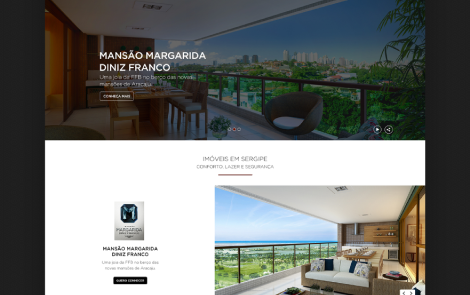 MANSÃO MARGARIDA
DINIZ FRANCO
Uma joia da FFB no berço das novas
mansões de Aracaju.
CONHEÇA MAIS
IMÓVEIS EM SERGIPE
CONFORTO, LAZER E SEGURANÇA
MARGARIDA
MANSÃO MARGARIDA
DINIZ FRANCO
Uma joia da FFB no berço das
novas mansões de Aracaju.